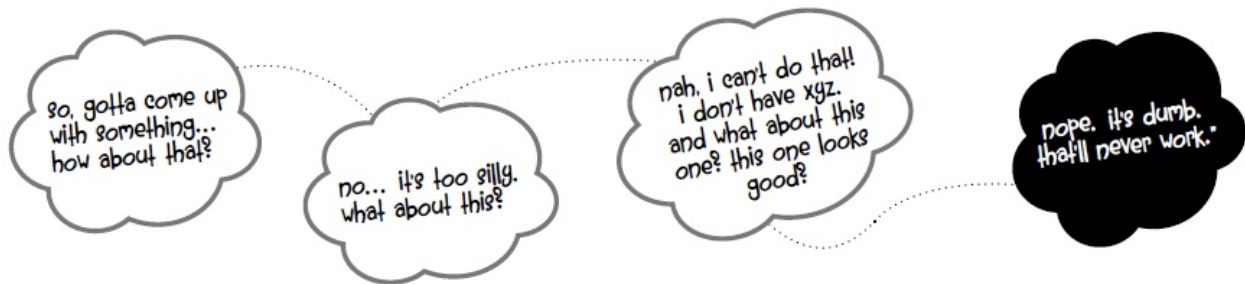 so, gotta come up
with something...
how about that?
no... it's too silly.
what about this?
nah, i can't do that!
i don't have xyz.
and what about this
one? this one looks
good?
nope. it's dumb.
that'll never work."